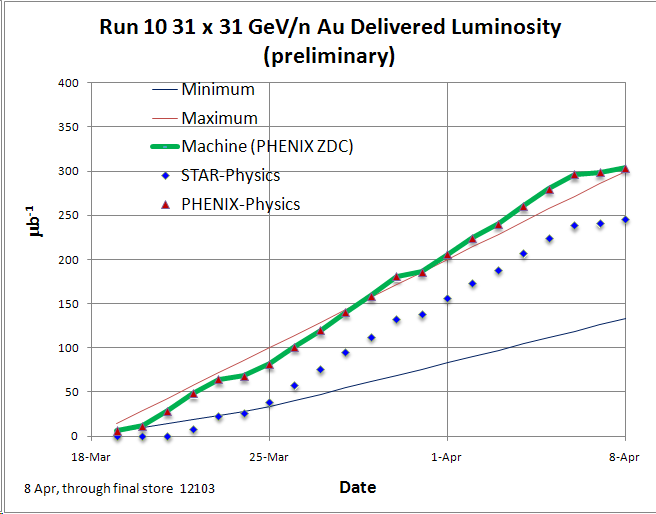 Run 10 31 x 31 GeV/n Au Delivered Luminosity
(preliminary)
400
350
300
250
200
150
100
50
0
μb-1
Minimum
Maximum
Machine (PHENIX ZDC)
STAR-Physics
PHENIX-Physics
18-Mar 25-Mar 1-Apr 8-Apr
Date
8 Apr, through final store 12103